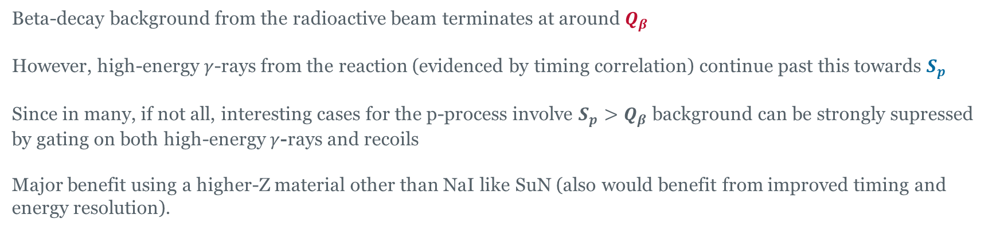 Beta-decay background from the radioactive beam terminates at around Qᵦ
However, high-energy γ-rays from the reaction (evidenced by timing correlation) continue past this towards Sₚ
Since in many, if not all, interesting cases for the p-process involve Sₚ > Qᵦ background can be strongly supressed
by gating on both high-energy γ-rays and recoils
Major benefit using a higher-Z material other than NaI like SuN (also would benefit from improved timing and
energy resolution).